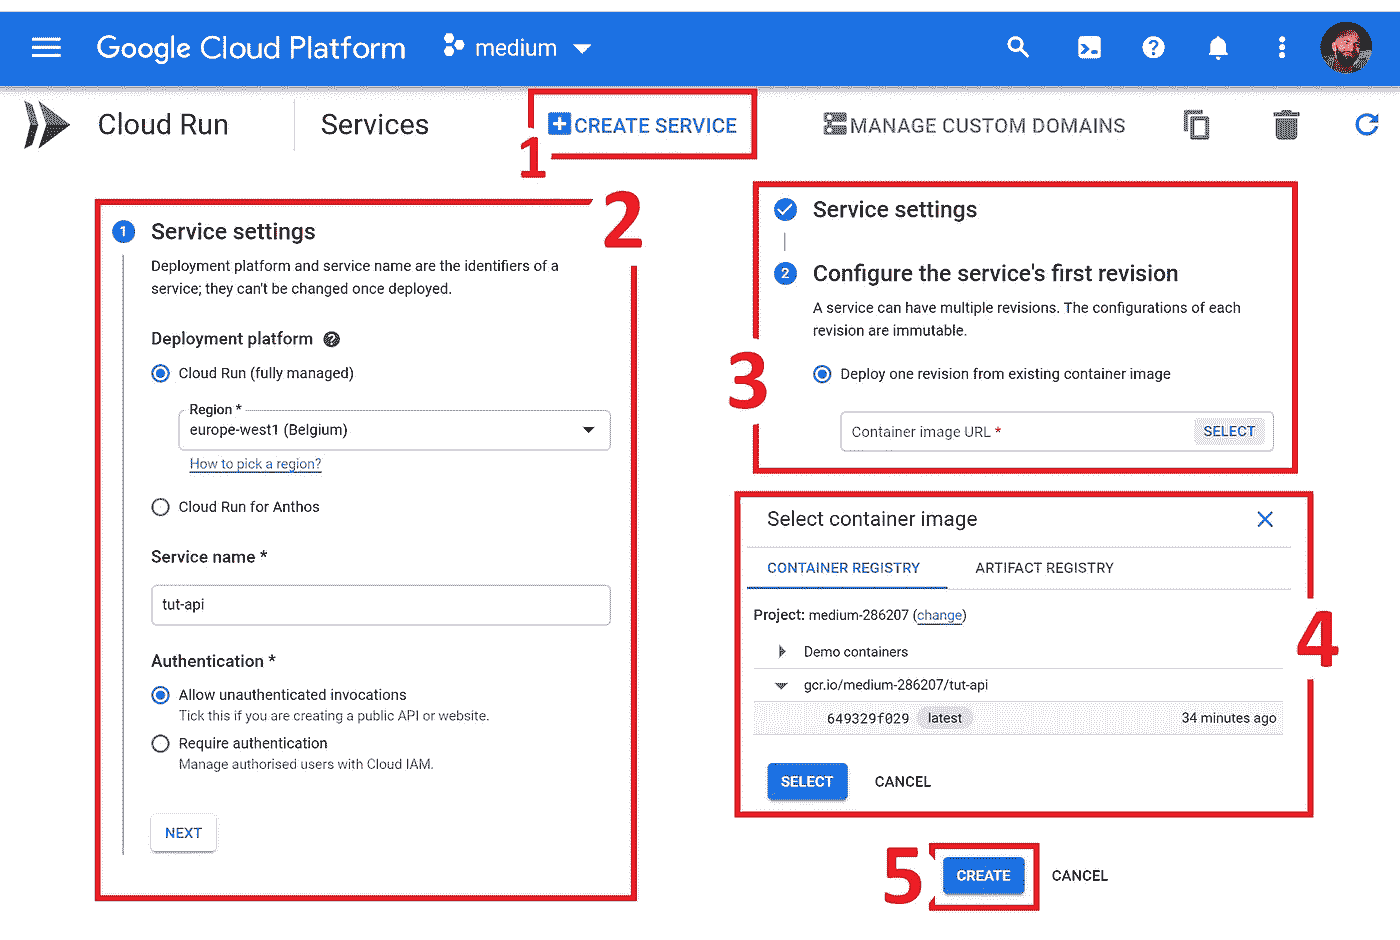 Google Cloud Platform
medium
Cloud Run
Services
CREATE SERVICE
MANAGE CUSTOM DOMAINS
1
2
1
Service settings
Deployment platform and service name are the identifiers of a
service; they can't be changed once deployed.
Deployment platform
Cloud Run (fully managed)
Region *
europe-west1 (Belgium)
How to pick a region?
Cloud Run for Anthos
Service name *
tut-api
Authentication *
Allow unauthenticated invocations
Tick this if you are creating a public API or website.
Require authentication
Manage authorised users with Cloud IAM.
NEXT
3
Service settings
2
Configure the service's first revision
A service can have multiple revisions. The configurations of each
revision are immutable.
Deploy one revision from existing container image
Container image URL *
SELECT
4
Select container image
CONTAINER REGISTRY
ARTIFACT REGISTRY
Project: medium-286207 (change)
Demo containers
gcr.io/medium-286207/tut-api
649329f029
latest
34 minutes ago
SELECT
CANCEL
5
CREATE
CANCEL